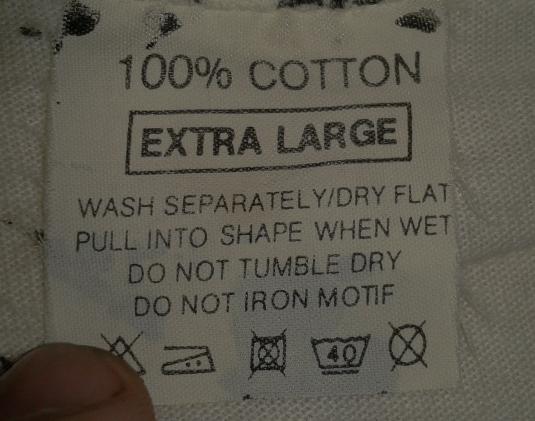 100% COTTON
EXTRA LARGE
WASH SEPARATELY/DRY FLAT
PULL INTO SHAPE WHEN WET
DO NOT TUMBLE DRY
DO NOT IRON MOTIF
40